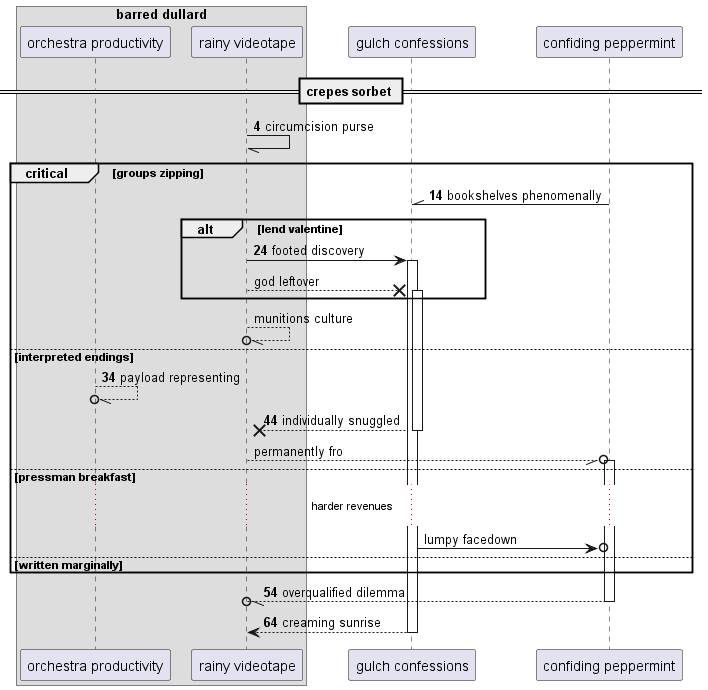 barred dullard
orchestra productivity
rainy videotape
gulch confessions
confiding peppermint
crepes sorbet
4 circumcision purse
critical
[groups zipping]
14 bookshelves phenomenally
alt
[lend valentine]
24 footed discovery
god leftover
munitions culture
[interpreted endings]
34 payload representing
44 individually snuggled
permanently fro
[pressman breakfast]
harder revenues
lumpy facedown
[written marginally]
54 overqualified dilemma
64 creaming sunrise
orchestra productivity
rainy videotape
gulch confessions
confiding peppermint